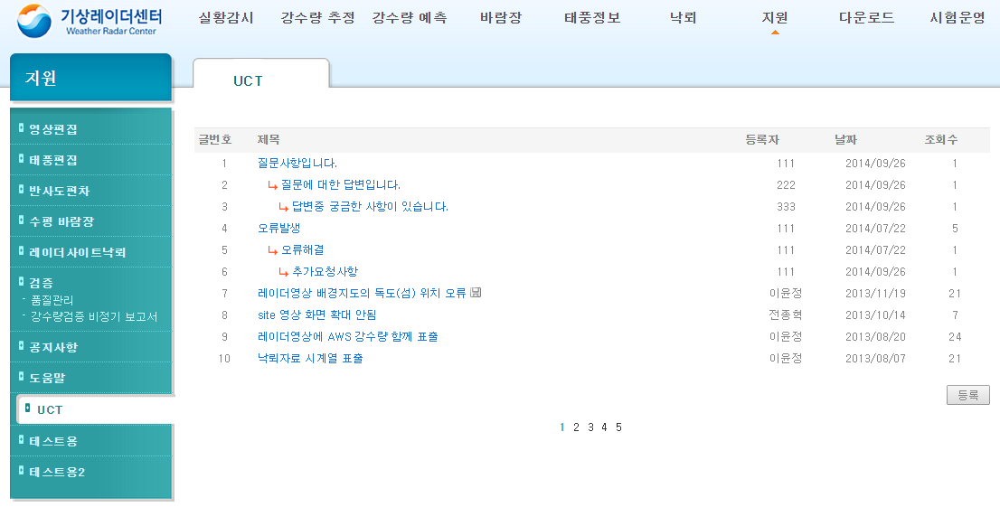 기상레이더센터
Weather Radar Center
실황감시 강수량 추정 강수량 예측 바람장 태풍정보 낙뢰 지원 다운로드 시험운영
지원
UCT
영상편집
태풍편집
반사도편차
수평 바람장
레이더사이트낙뢰
검증
- 품질관리
- 강수량검증 비정기 보고서
공지사항
도움말
UCT
테스트용
테스트용2
글번호 제목 등록자 날짜 조회수
1 질문사항입니다. 111 2014/09/26 1
2 질문에 대한 답변입니다. 222 2014/09/26 1
3 답변중 궁금한 사항이 있습니다. 333 2014/09/26 1
4 오류발생 111 2014/07/22 5
5 오류해결 111 2014/07/22 1
6 추가요청사항 111 2014/09/26 1
7 레이더영상 배경지도의 독도(섬) 위치 오류 이윤정 2013/11/19 21
8 site 영상 화면 확대 안됨 전종혁 2013/10/14 7
9 레이더영상에 AWS 강수량 함께 표출 이윤정 2013/08/20 24
10 낙뢰자료 시계열 표출 이윤정 2013/08/07 21
등록
1 2 3 4 5